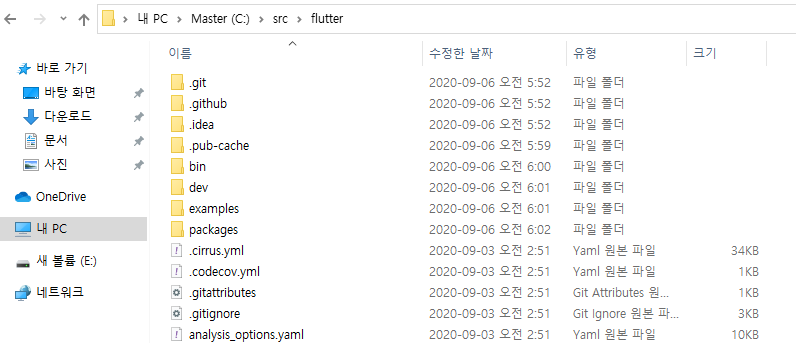 내 PC > Master (C:) > src > flutter
이름 수정한 날짜 유형 크기
바로 가기
바탕 화면
다운로드
문서
사진
OneDrive
내 PC
새 볼륨 (E:)
네트워크
.git 2020-09-06 오전 5:52 파일 폴더
.github 2020-09-06 오전 5:52 파일 폴더
.idea 2020-09-06 오전 5:52 파일 폴더
.pub-cache 2020-09-06 오전 5:59 파일 폴더
bin 2020-09-06 오전 6:00 파일 폴더
dev 2020-09-06 오전 6:01 파일 폴더
examples 2020-09-06 오전 6:01 파일 폴더
packages 2020-09-06 오전 6:02 파일 폴더
.cirrus.yml 2020-09-03 오전 2:51 Yaml 원본 파일 34KB
.codecov.yml 2020-09-03 오전 2:51 Yaml 원본 파일 1KB
.gitattributes 2020-09-03 오전 2:51 Git Attributes 원... 1KB
.gitignore 2020-09-03 오전 2:51 Git Ignore 원본 파... 3KB
analysis_options.yaml 2020-09-03 오전 2:51 Yaml 원본 파일 10KB